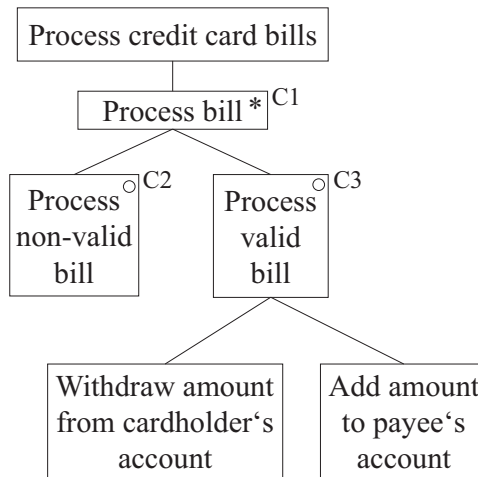 Process credit card bills
Process bill * C1
C2
Process
non-valid
bill
C3
Process
valid
bill
Withdraw amount
from cardholder‘s
account
Add amount
to payee‘s
account